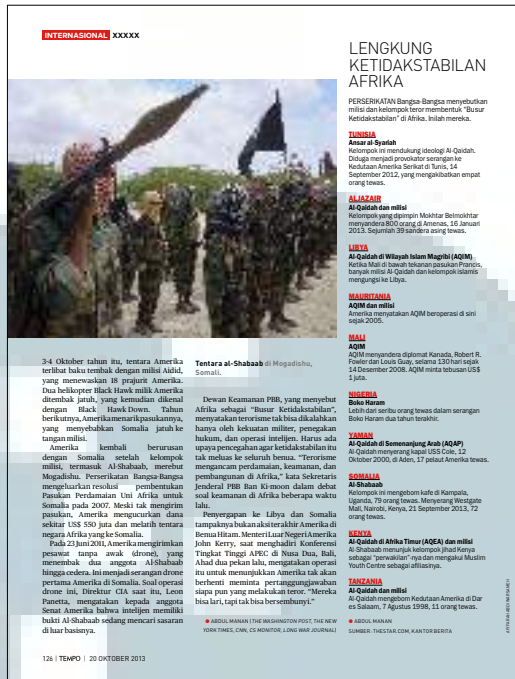 INTERNASIONAL XXXXX
LENGKUNG
KETIDAKSTABILAN
AFRIKA
PERSERIKATAN Bangsa-Bangsa menyebutkan
milisi dan kelompok teror membentuk "Busur
Ketidakstabilan" di Afrika. Inilah mereka.
TUNISIA
Ansar al-Syariah
Kelompok ini mendukung ideologi Al-Qaidah.
Diduga menjadi provokator serangan ke
Kedutaan Amerika Serikat di Tunis, 14
September 2012, yang mengakibatkan empat
orang tewas.
ALJAZAIR
Al-Qaidah dan milisi
Kelompok yang dipimpin Mokhtar Belmokhtar
menyandera 800 orang di Amenas, 16 Januari
2013. Sejumlah 39 sandera asing tewas.
LIBYA
Al-Qaidah di Wilayah Islam Magribi (AQIM)
Ketika Mali di bawah tekanan pasukan Prancis,
banyak milisi Al-Qaidah dan kelompok islamis
mengungsi ke Libya.
MAURITANIA
AQIM dan milisi
Amerika menyatakan AQIM beroperasi di sini
sejak 2005.
MALI
AQIM
AQIM menyandera diplomat Kanada, Robert R.
Fowler dan Louis Guay, selama 130 hari sejak
14 Desember 2008. AQIM minta tebusan US$
1 juta.
NIGERIA
Boko Haram
Lebih dari seribu orang tewas dalam serangan
Boko Haram dua tahun terakhir.
YAMAN
Al-Qaidah di Semenanjung Arab (AQAP)
Al-Qaidah menyerang kapal USS Cole, 12
Oktober 2000, di Aden, 17 pelaut Amerika tewas.
SOMALIA
Al-Shabaab
Kelompok ini mengebom kafe di Kampala,
Uganda, 79 orang tewas. Menyerang Westgate
Mall, Nairobi, Kenya, 21 September 2013, 72
orang tewas.
KENYA
Al-Qaidah di Afrika Timur (AQEA) dan milisi
Al-Shabaab menunjuk kelompok jihad Kenya
sebagai "perwakilan"-nya dan mengakui Muslim
Youth Centre sebagai afiliasinya.
TANZANIA
Al-Qaidah dan milisi
Al-Qaidah mengebom Kedutaan Amerika di Dar
es Salaam, 7 Agustus 1998, 11 orang tewas.
ABDUL MANAN
SUMBER: THESTAR.COM, KANTOR BERITA
Tentara al-Shabaab di Mogadishu,
Somali.
3-4 Oktober tahun itu, tentara Amerika
terlibat baku tembak dengan milisi Aidid,
yang menewaskan 18 prajurit Amerika.
Dua helikopter Black Hawk milik Amerika
ditembak jatuh, yang kemudian dikenal
dengan Black Hawk Down. Tahun
berikutnya, Amerika menarik pasukannya,
yang menyebabkan Somalia jatuh ke
tangan milisi.
Amerika kembali berurusan
dengan Somalia setelah kelompok
milisi, termasuk Al-Shabaab, merebut
Mogadishu. Perserikatan Bangsa-Bangsa
mengeluarkan resolusi pembentukan
Pasukan Perdamaian Uni Afrika untuk
Somalia pada 2007. Meski tak mengirim
pasukan, Amerika mengucurkan dana
sekitar US$ 550 juta dan melatih tentara
negara Afrika yang ke Somalia.
Pada 23 Juni 2011, Amerika mengirimkan
pesawat tanpa awak (drone), yang
menembak dua anggota Al-Shabaab
hingga cedera. Ini menjadi serangan drone
pertama Amerika di Somalia. Soal operasi
drone ini, Direktur CIA saat itu, Leon
Panetta, mengatakan kepada anggota
Senat Amerika bahwa intelijen memiliki
bukti Al-Shabaab sedang mencari sasaran
di luar basisnya.
Dewan Keamanan PBB, yang menyebut
Afrika sebagai "Busur Ketidakstabilan",
menyatakan terorisme tak bisa dikalahkan
hanya oleh kekuatan militer, penegakan
hukum, dan operasi intelijen. Harus ada
upaya pencegahan agar ketidakstabilan itu
tak meluas ke seluruh benua. "Terorisme
mengancam perdamaian, keamanan, dan
pembangunan di Afrika," kata Sekretaris
Jenderal PBB Ban Ki-moon dalam debat
soal keamanan di Afrika beberapa waktu
lalu.
Penyergapan ke Libya dan Somalia
tampaknya bukan aksi terakhir Amerika di
Benua Hitam. Menteri Luar Negeri Amerika
John Kerry, saat menghadiri Konferensi
Tingkat Tinggi APEC di Nusa Dua, Bali,
Ahad dua pekan lalu, mengatakan operasi
itu untuk menunjukkan Amerika tak akan
berhenti meminta pertanggungjawaban
siapa pun yang melakukan teror. "Mereka
bisa lari, tapi tak bisa bersembunyi."
ABDUL MANAN (THE WASHINGTON POST, THE NEW
YORK TIMES, CNN, CS MONITOR, LONG WAR JOURNAL)
126 | TEMPO | 20 OKTOBER 2013